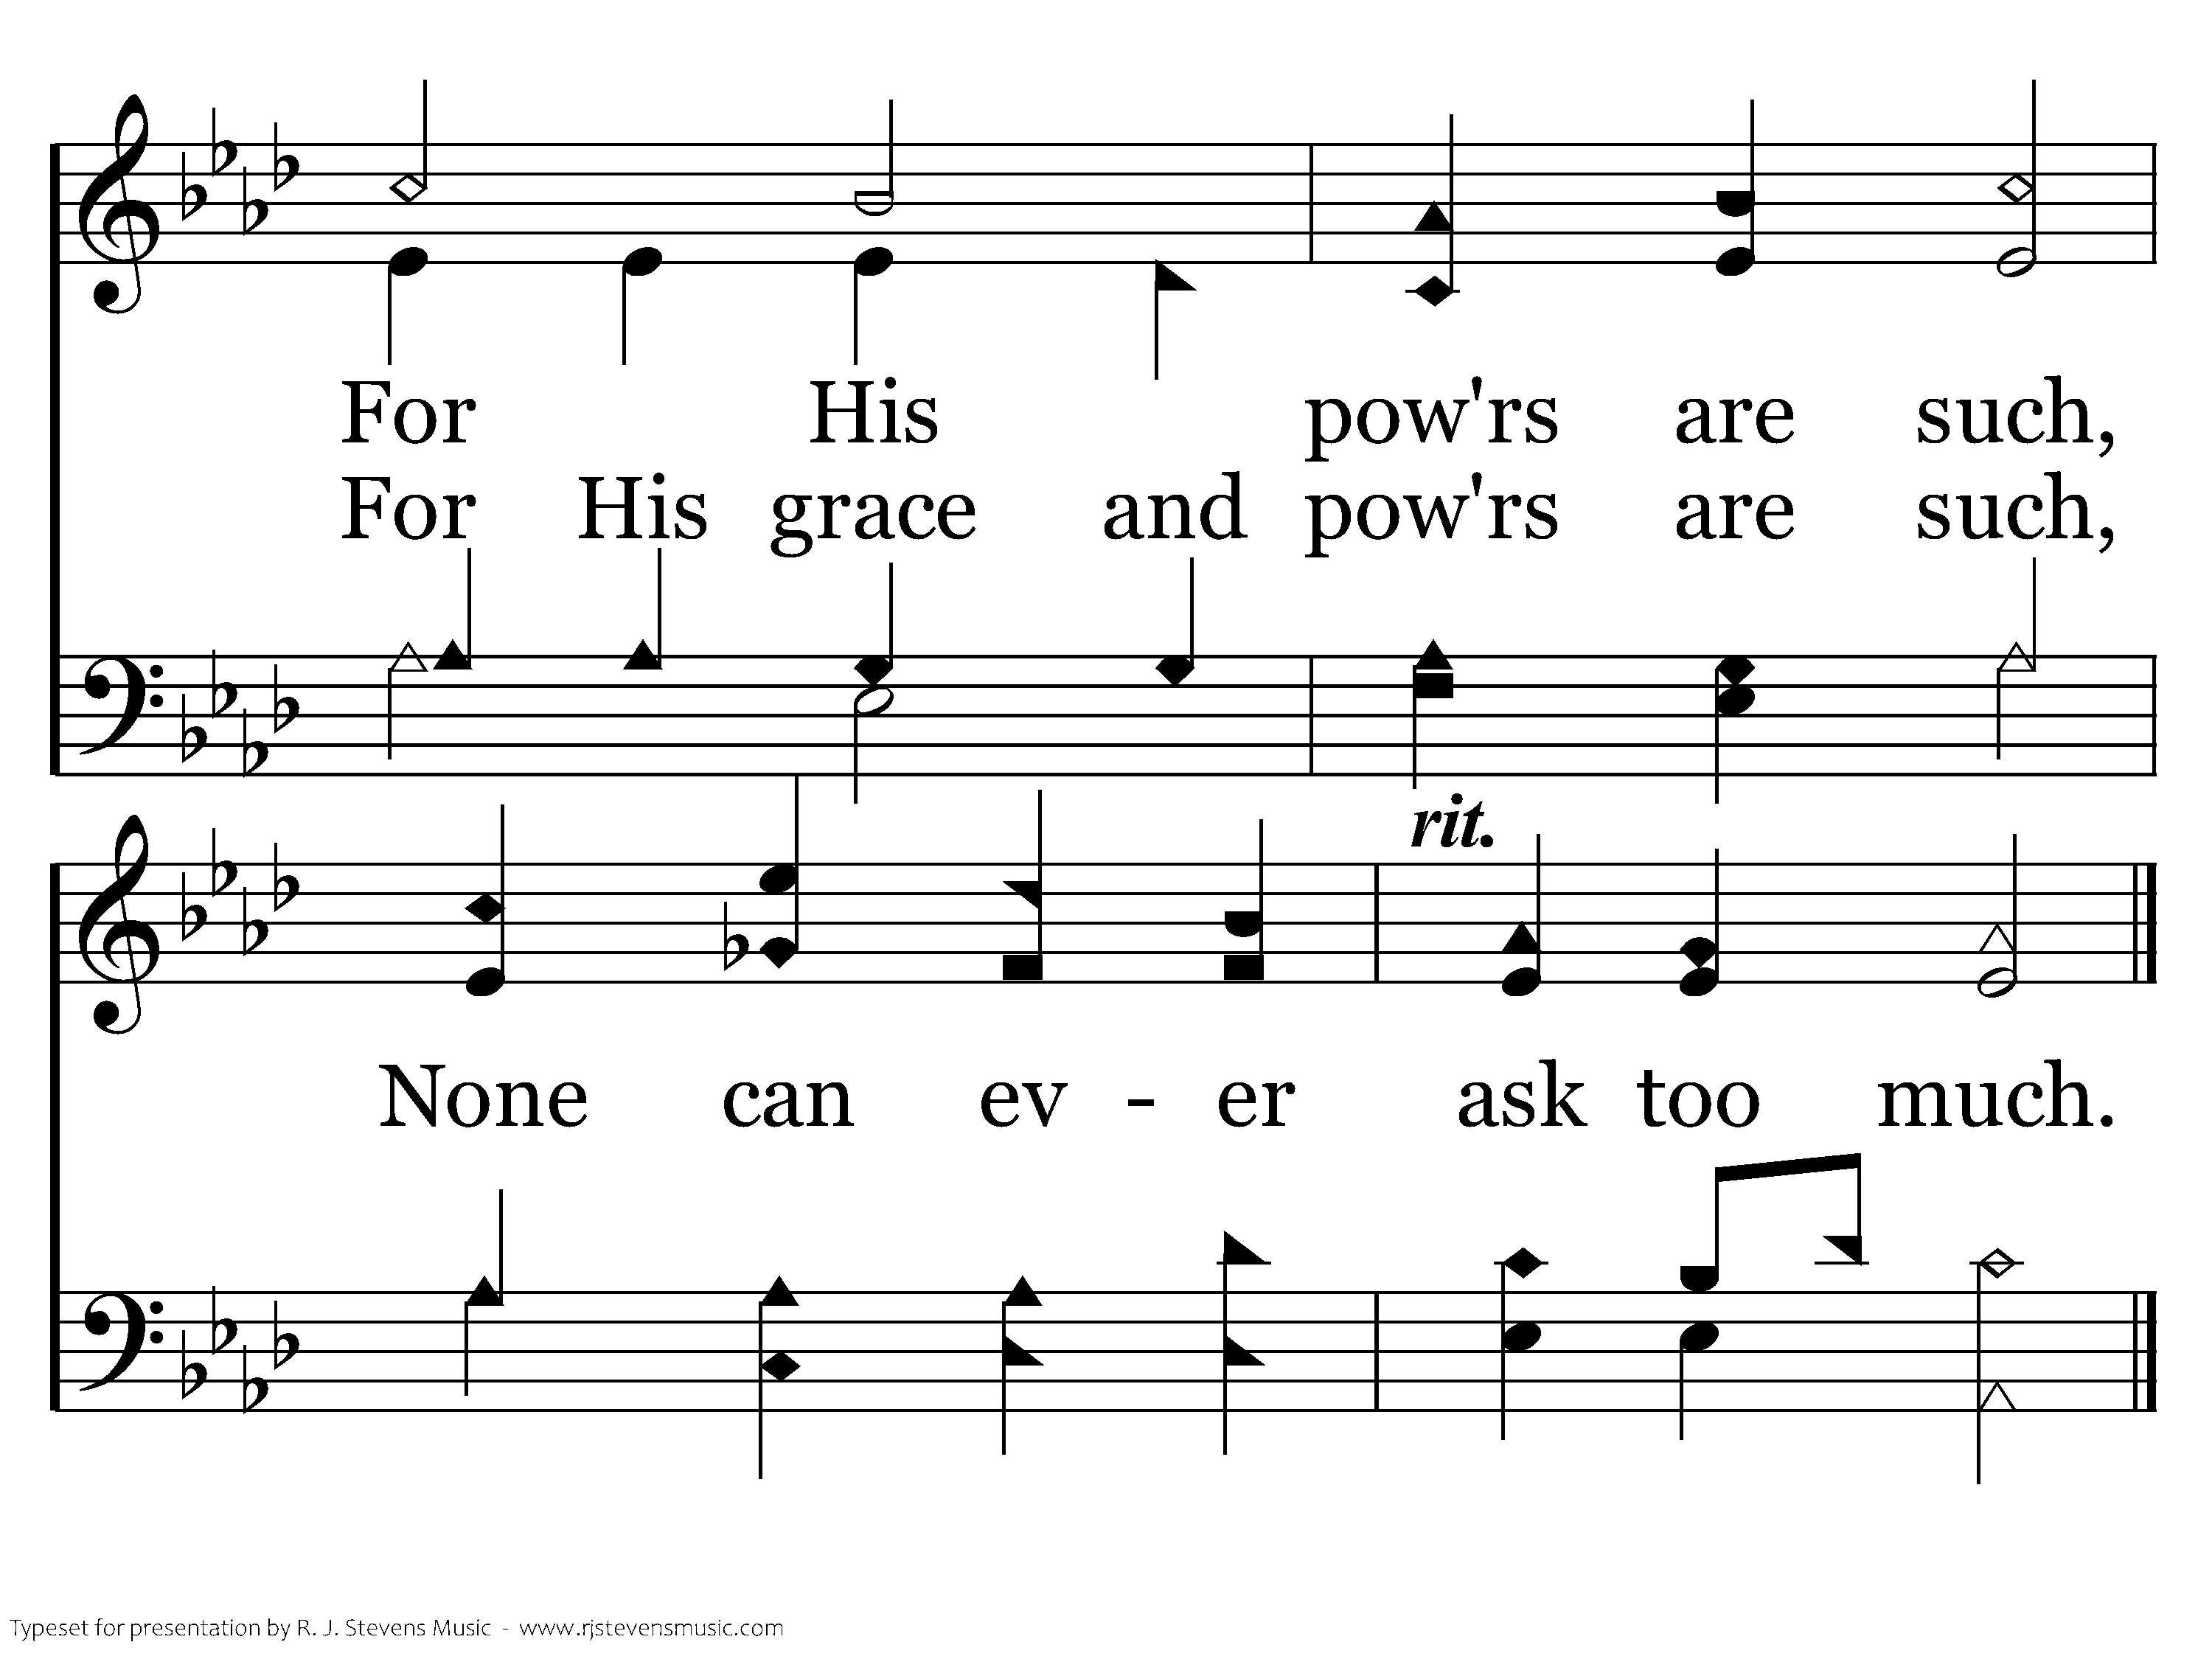 For His pow'rs are such,
For His grace and pow'rs are such,
rit.
None can ev - er ask too much.
Typeset for presentation by R. J. Stevens Music - www.rjstevensmusic.com